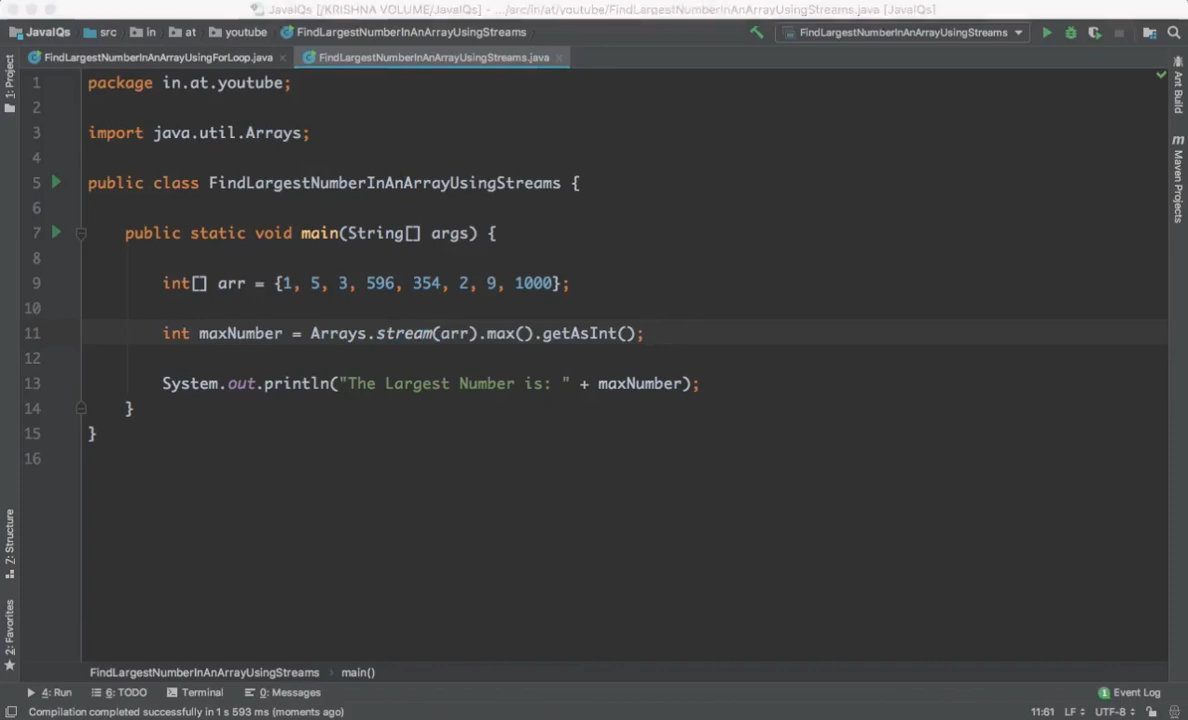 JavaIQs [/KRISHNA VOLUME/JavaIQs] - .../src/in/at/youtube/FindLargestNumberInAnArrayUsingStreams.java [JavaIQs]
JavaIQs src in at youtube FindLargestNumberInAnArrayUsingStreams FindLargestNumberInAnArrayUsingStreams
FindLargestNumberInAnArrayUsingForLoop.java FindLargestNumberInAnArrayUsingStreams.java
1: Project
Ant Build
Maven Projects
1 package in.at.youtube;
2
3 import java.util.Arrays;
4
5 public class FindLargestNumberInAnArrayUsingStreams {
6
7 public static void main(String[] args) {
8
9 int[] arr = {1, 5, 3, 596, 354, 2, 9, 1000};
10
11 int maxNumber = Arrays.stream(arr).max().getAsInt();
12
13 System.out.println("The Largest Number is: " + maxNumber);
14 }
15 }
16
7: Structure
2: Favorites
FindLargestNumberInAnArrayUsingStreams main()
4: Run 6: TODO Terminal 0: Messages 1 Event Log
Compilation completed successfully in 1 s 593 ms (moments ago) 11:61 LF UTF-8